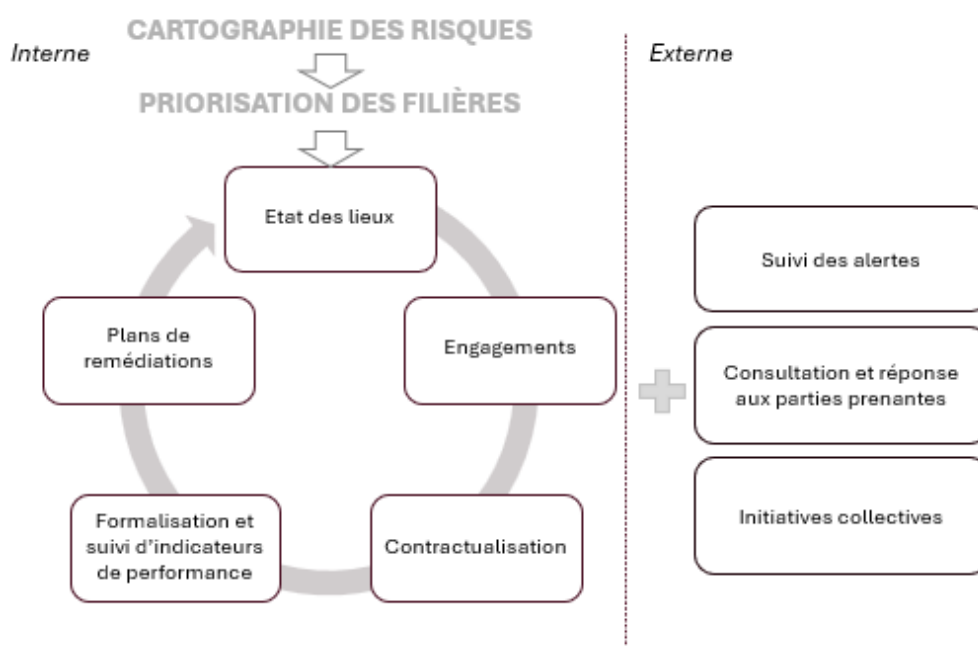 CARTOGRAPHIE DES RISQUES
Interne
Externe
PRIORISATION DES FILIÈRES
Etat des lieux
Engagements
Contractualisation
Formalisation et
suivi d'indicateurs
de performance
Plans de
remédiations
Suivi des alertes
Consultation et réponse
aux parties prenantes
Initiatives collectives